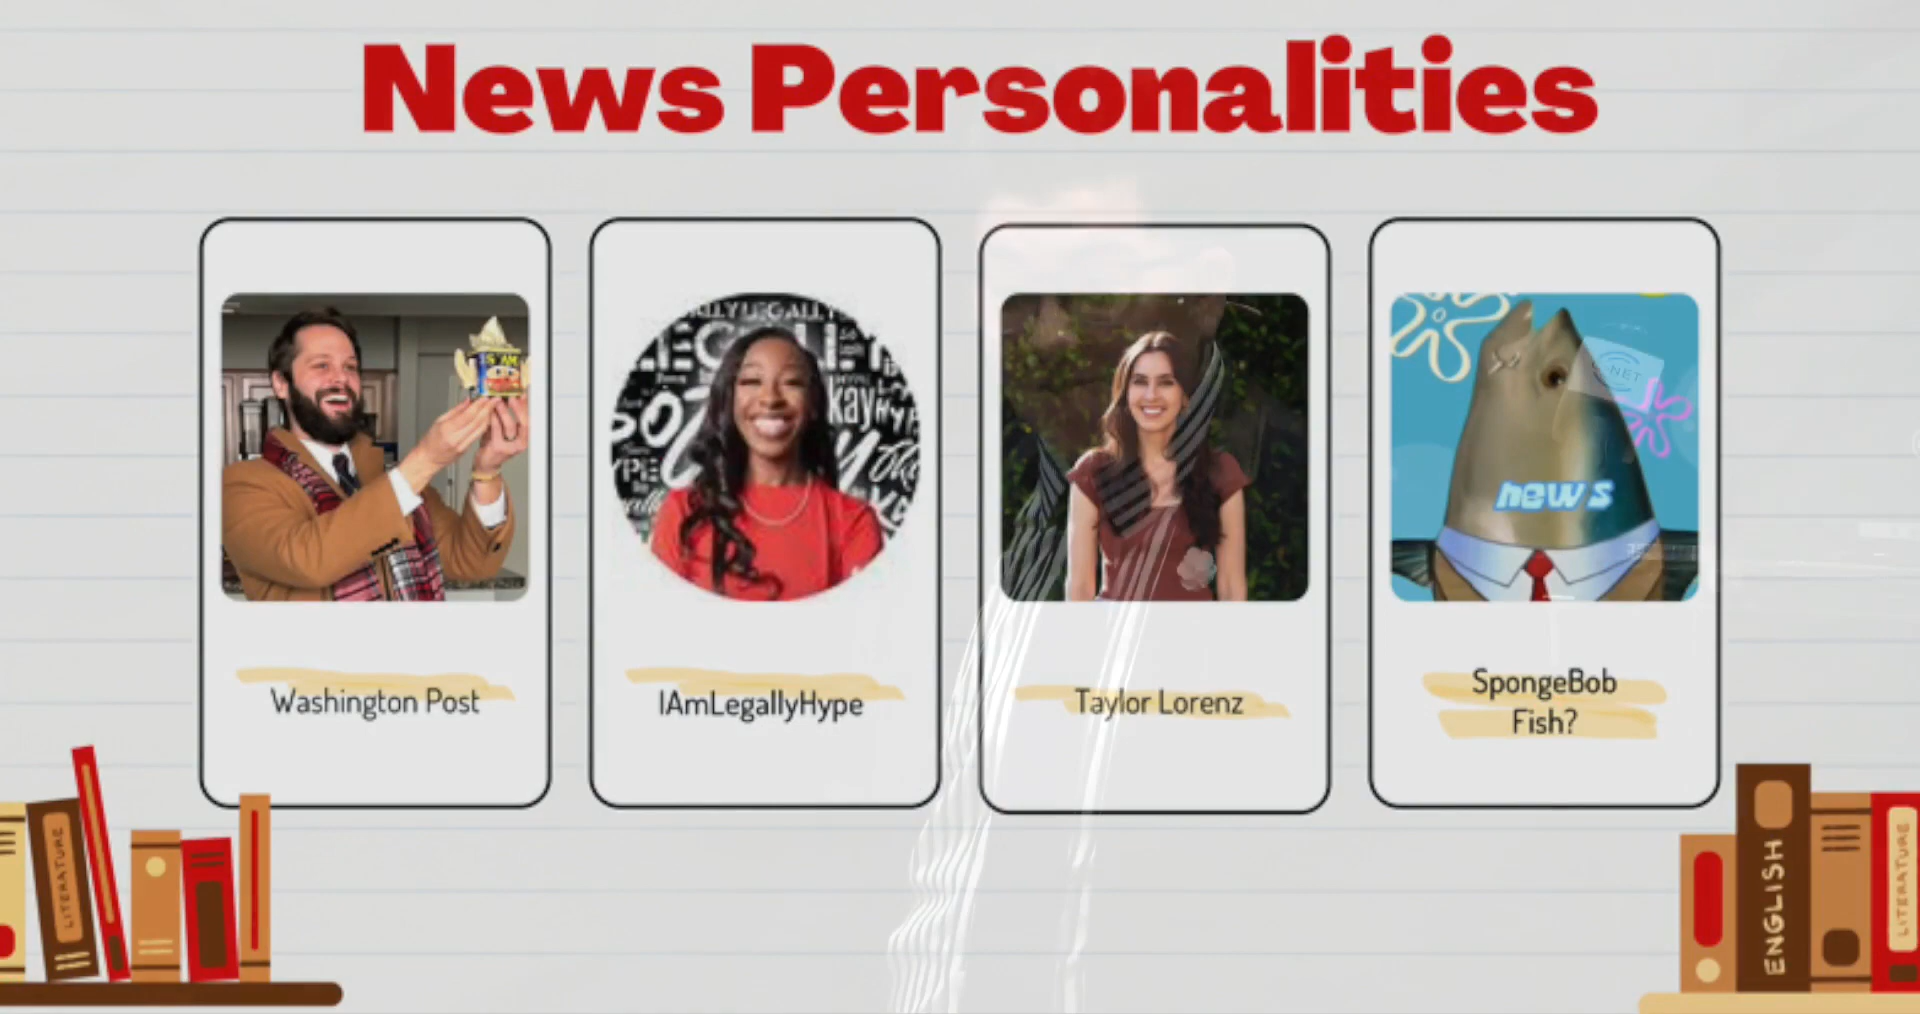 News Personalities
news
Washington Post
IAmLegallyHype
Taylor Lorenz
SpongeBob
Fish?
LITERATURE
ENGLISH
LITERATURE